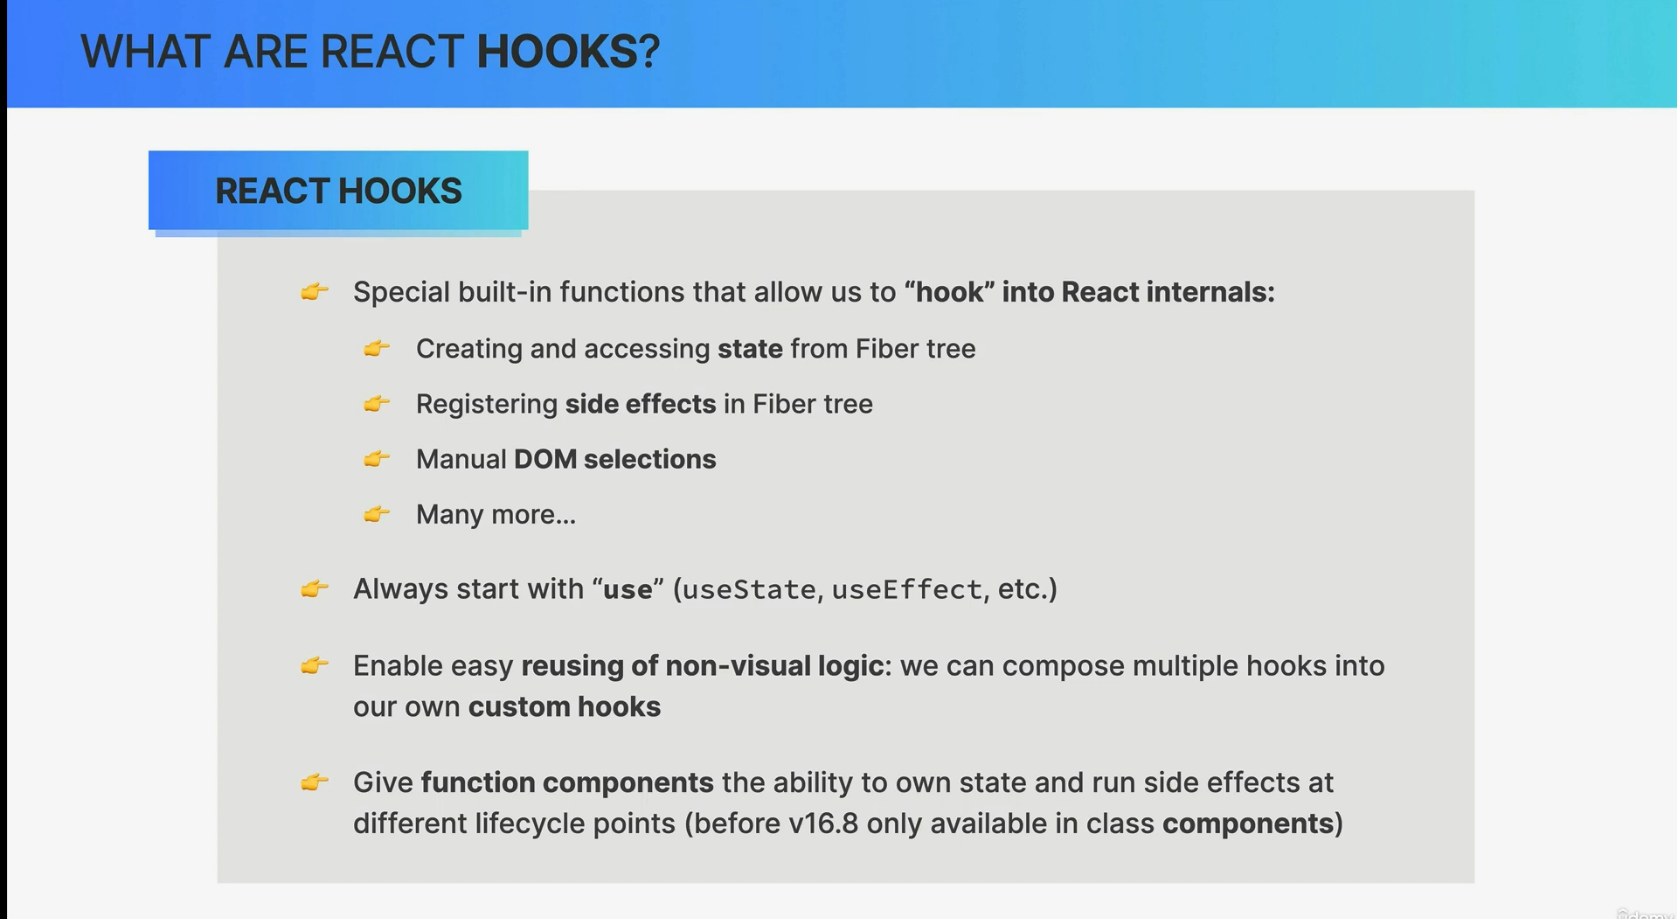 WHAT ARE REACT HOOKS?
REACT HOOKS
Special built-in functions that allow us to “hook” into React internals:
Creating and accessing state from Fiber tree
Registering side effects in Fiber tree
Manual DOM selections
Many more…
Always start with “use” (useState, useEffect, etc.)
Enable easy reusing of non-visual logic: we can compose multiple hooks into
our own custom hooks
Give function components the ability to own state and run side effects at
different lifecycle points (before v16.8 only available in class components)